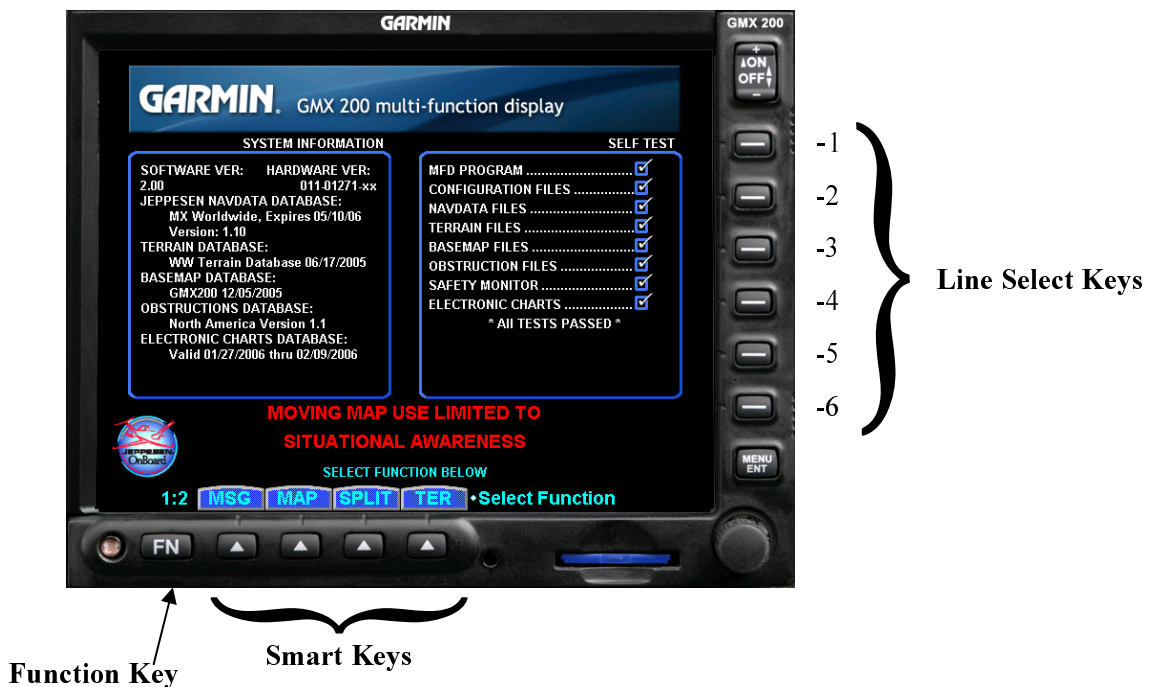 GARMIN
GMX 200
+
ON
OFF
–
GARMIN. GMX 200 multi-function display
SYSTEM INFORMATION
SOFTWARE VER: HARDWARE VER:
2.00 011-01271-xx
JEPPESEN NAVDATA DATABASE:
MX Worldwide, Expires 05/10/06
Version: 1.10
TERRAIN DATABASE:
WW Terrain Database 06/17/2005
BASEMAP DATABASE:
GMX200 12/05/2005
OBSTRUCTIONS DATABASE:
North America Version 1.1
ELECTRONIC CHARTS DATABASE:
Valid 01/27/2006 thru 02/09/2006
SELF TEST
MFD PROGRAM ...........................
CONFIGURATION FILES ...............
NAVDATA FILES ..........................
TERRAIN FILES ..........................
BASEMAP FILES .........................
OBSTRUCTION FILES ..................
SAFETY MONITOR ......................
ELECTRONIC CHARTS .................
* All TESTS PASSED *
-1
-2
-3
-4
-5
-6
Line Select Keys
MOVING MAP USE LIMITED TO
SITUATIONAL AWARENESS
JEPPESEN
OnBoard
SELECT FUNCTION BELOW
1:2 MSG MAP SPLIT TER Select Function
MENU
ENT
FN
Smart Keys
Function Key